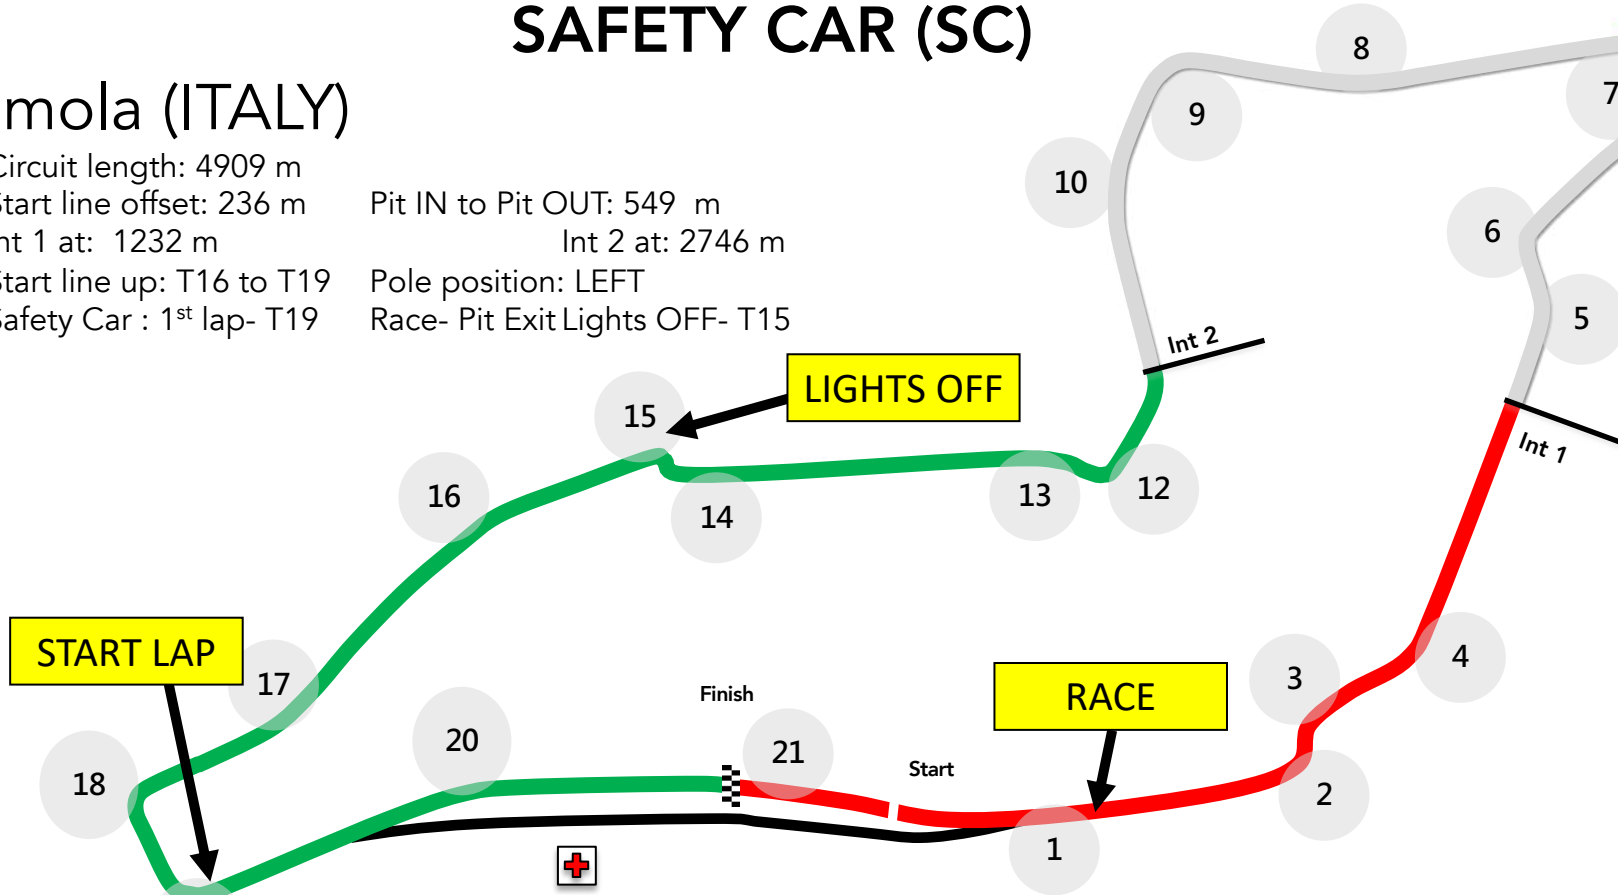 SAFETY CAR (SC)
mola (ITALY)
Circuit length: 4909 m
Start line offset: 236 m Pit IN to Pit OUT: 549 m
nt 1 at: 1232 m Int 2 at: 2746 m
Start line up: T16 to T19 Pole position: LEFT
Safety Car : 1st lap- T19 Race- Pit Exit Lights OFF- T15
8
7
9
10
6
5
Int 2
Int 1
LIGHTS OFF
15
16
14
13
12
START LAP
17
18
20
Finish
21
Start
RACE
3
4
2
1